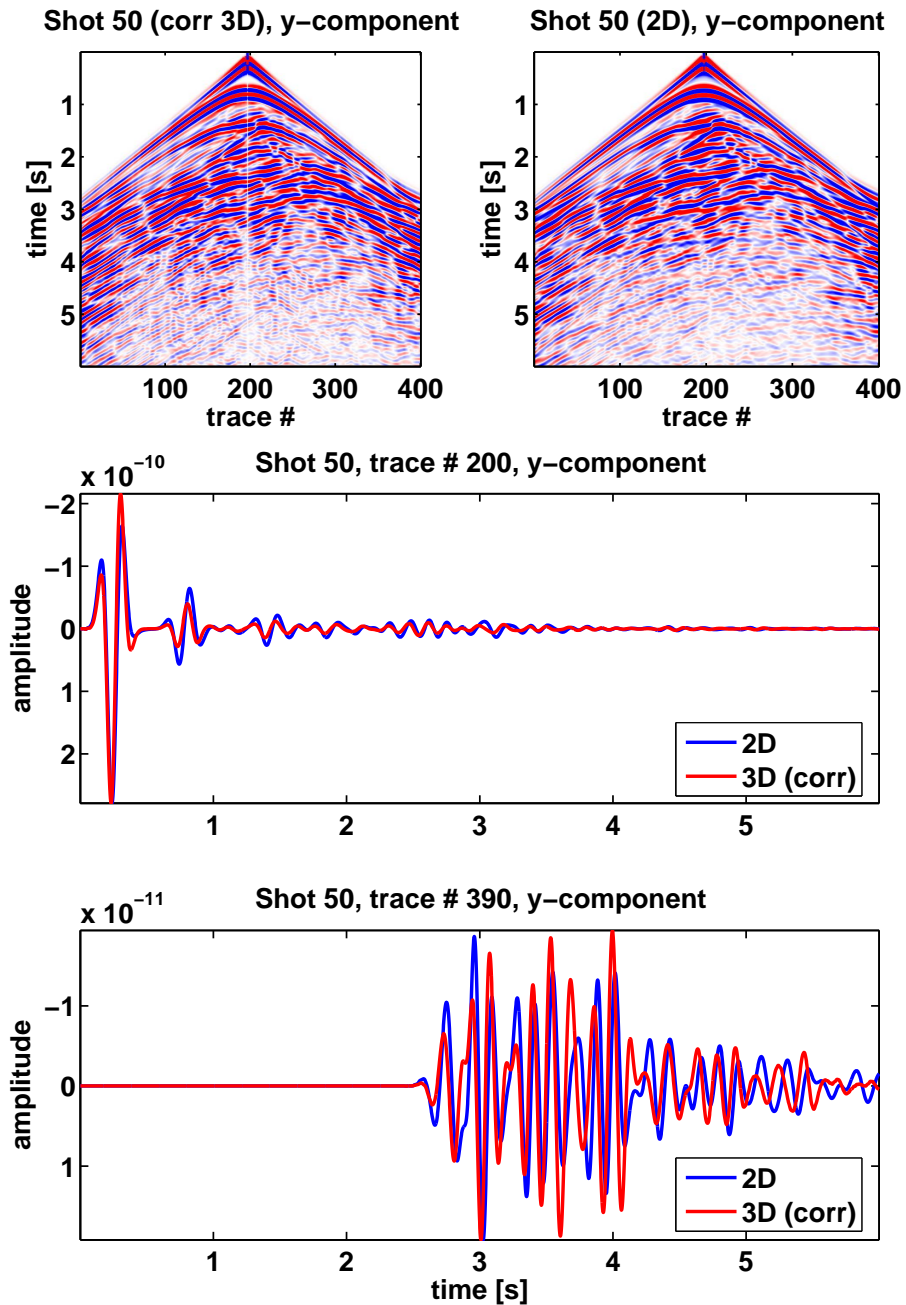 Shot 50 (corr 3D), y−component
Shot 50 (2D), y−component
time [s]
1
2
3
4
5
100 200 300 400
trace #
time [s]
1
2
3
4
5
100 200 300 400
trace #
x 10−10
Shot 50, trace # 200, y−component
amplitude
−2
−1
0
1
2
2D
3D (corr)
1 2 3 4 5
x 10−11
Shot 50, trace # 390, y−component
amplitude
−1
0
1
2D
3D (corr)
1 2 3 4 5
time [s]